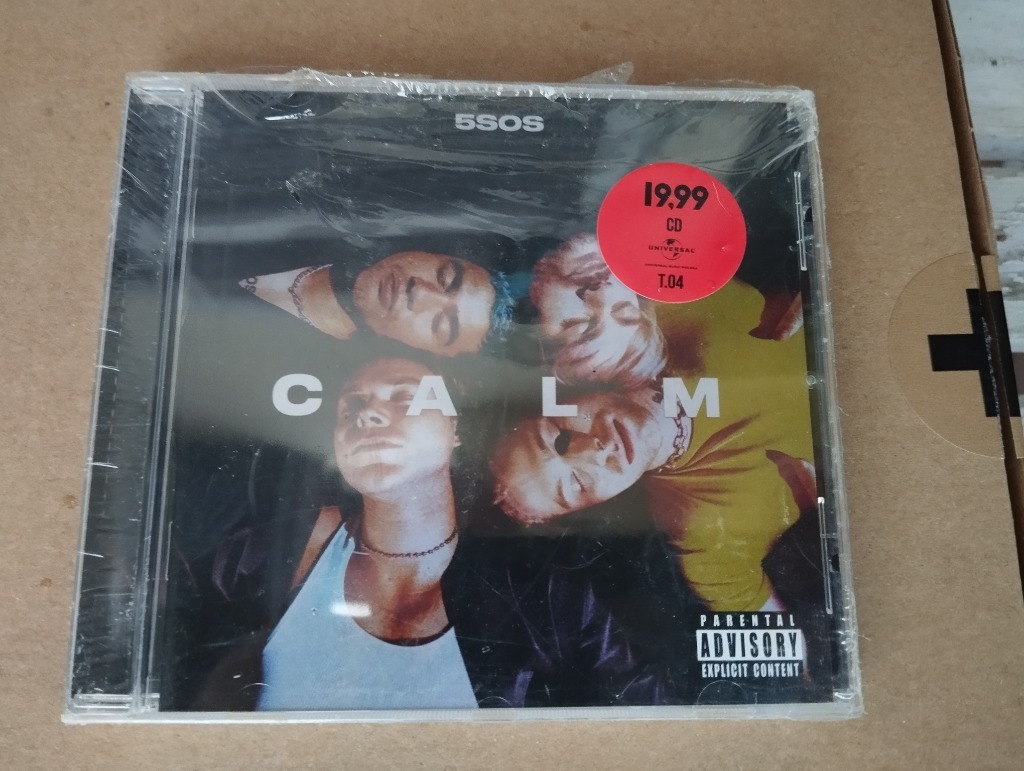 5SOS
19,99
CD
UNIVERSAL
T.04
C A L M
PARENTAL
ADVISORY
EXPLICIT CONTENT